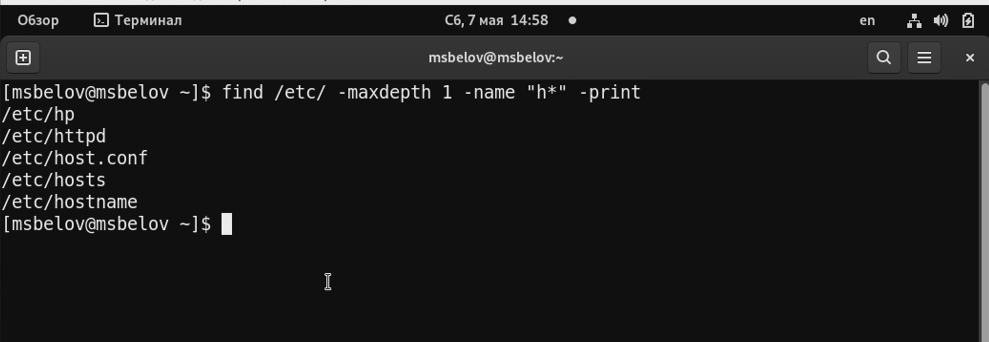 Обзор Терминал Сб, 7 мая 14:58 en
msbelov@msbelov:~
[msbelov@msbelov ~]$ find /etc/ -maxdepth 1 -name "h*" -print
/etc/hp
/etc/httpd
/etc/host.conf
/etc/hosts
/etc/hostname
[msbelov@msbelov ~]$